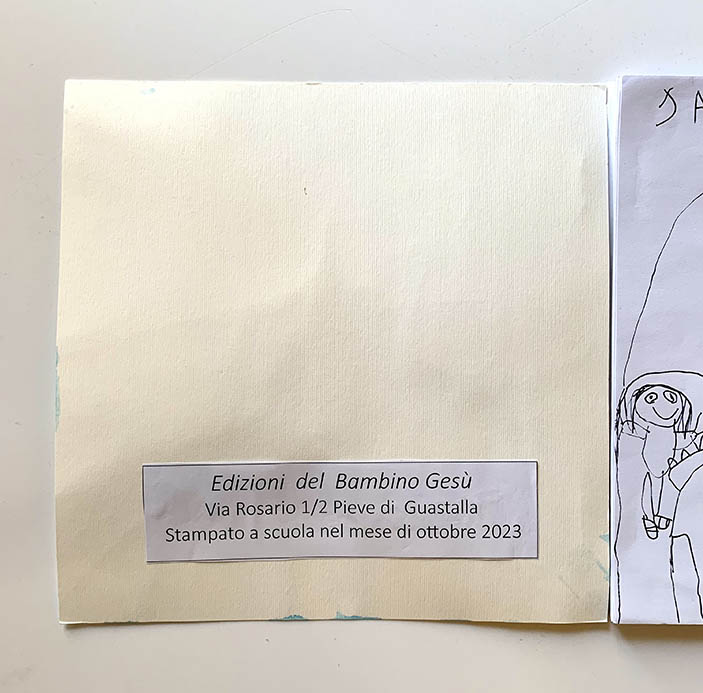 Edizioni del Bambino Gesù
Via Rosario 1/2 Pieve di Guastalla
Stampato a scuola nel mese di ottobre 2023